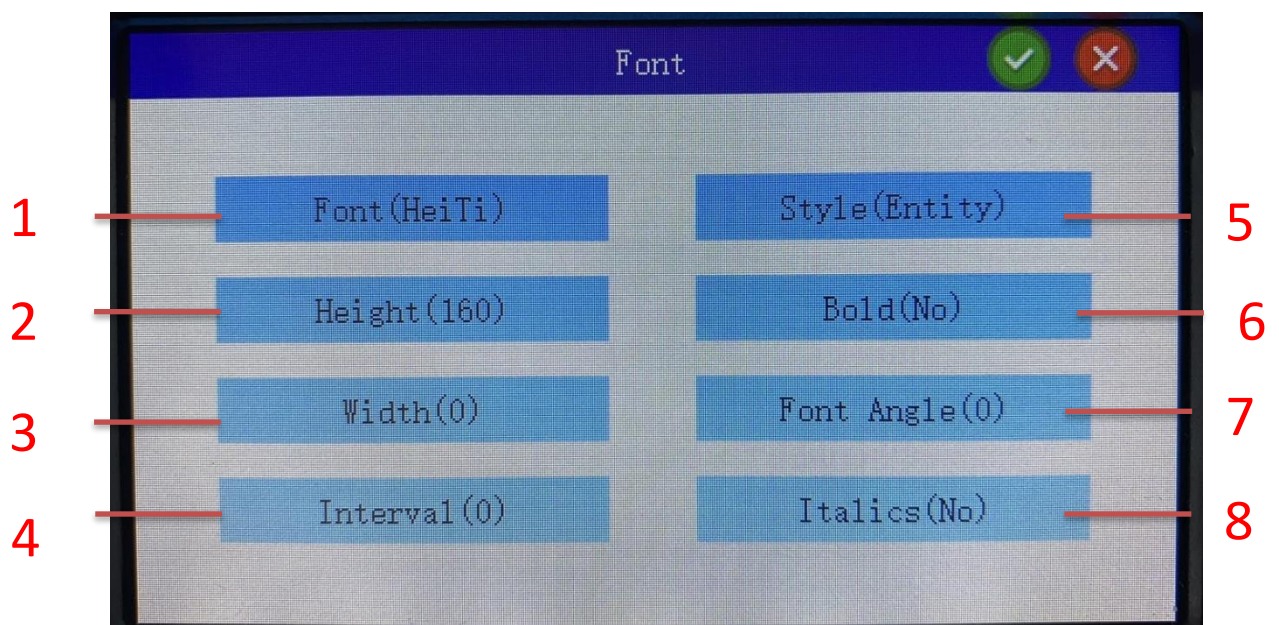 Font
1 Font(HeiTi) Style(Entity) 5
2 Height(160) Bold(No) 6
3 Width(0) Font Angle(0) 7
4 Interval(0) Italics(No) 8